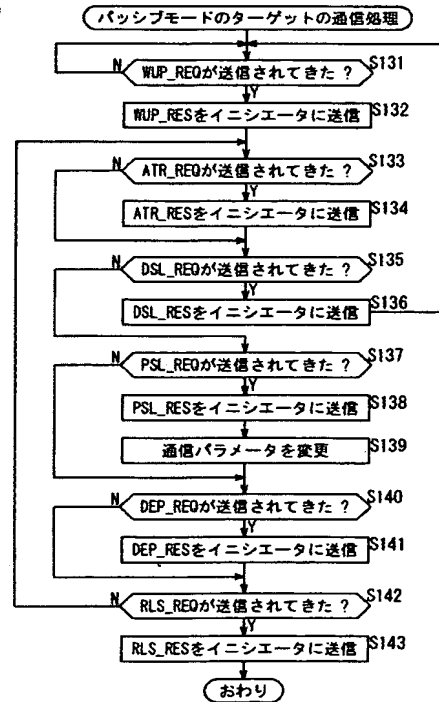 パッシブモードのターゲットの通信処理
N WUP_REQが送信されてきた ? S131
Y
WUP_RESをイニシエータに送信 S132
N ATR_REQが送信されてきた ? S133
Y
ATR_RESをイニシエータに送信 S134
N DSL_REQが送信されてきた ? S135
Y
DSL_RESをイニシエータに送信 S136
N PSL_REQが送信されてきた ? S137
Y
PSL_RESをイニシエータに送信 S138
通信パラメータを変更 S139
N DEP_REQが送信されてきた ? S140
Y
DEP_RESをイニシエータに送信 S141
N RLS_REQが送信されてきた ? S142
Y
RLS_RESをイニシエータに送信 S143
おわり